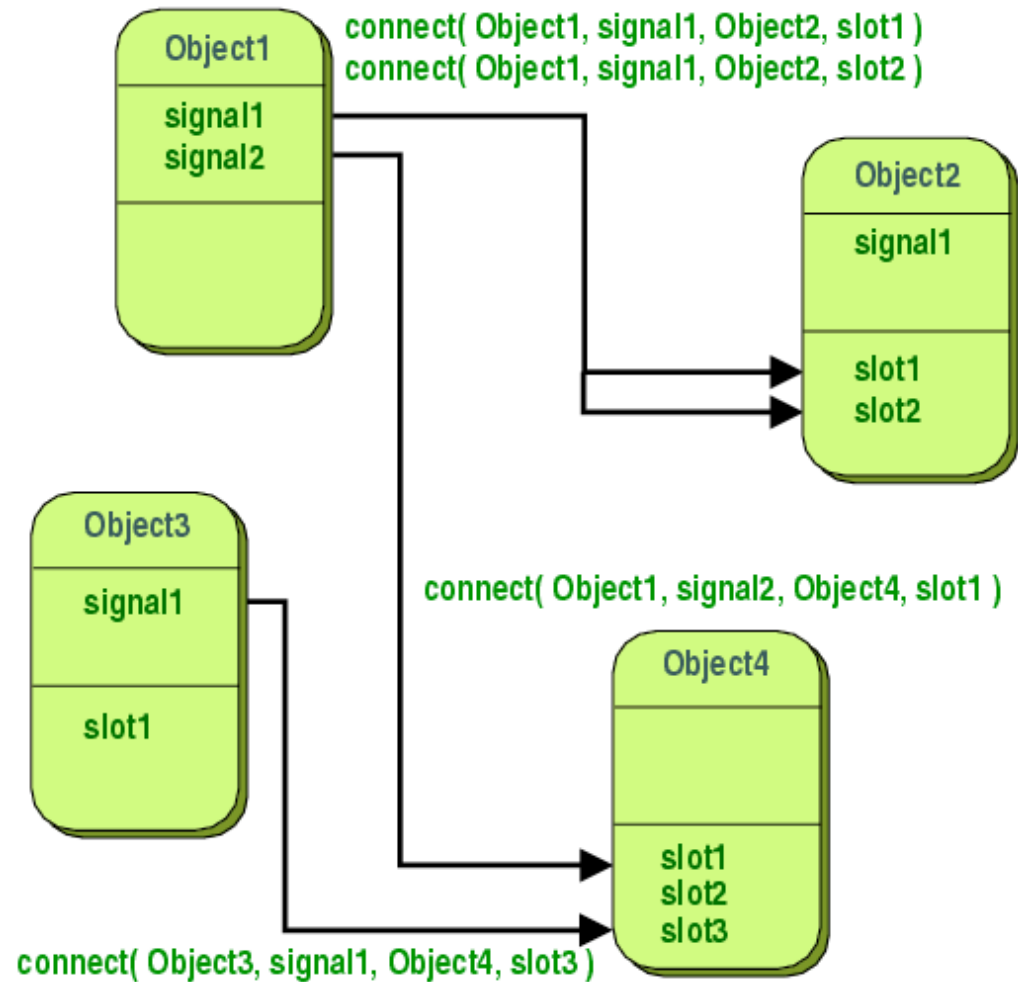 Object1
signal1
signal2
connect( Object1, signal1, Object2, slot1 )
connect( Object1, signal1, Object2, slot2 )
Object2
signal1
slot1
slot2
Object3
signal1
slot1
connect( Object1, signal2, Object4, slot1 )
Object4
slot1
slot2
slot3
connect( Object3, signal1, Object4, slot3 )